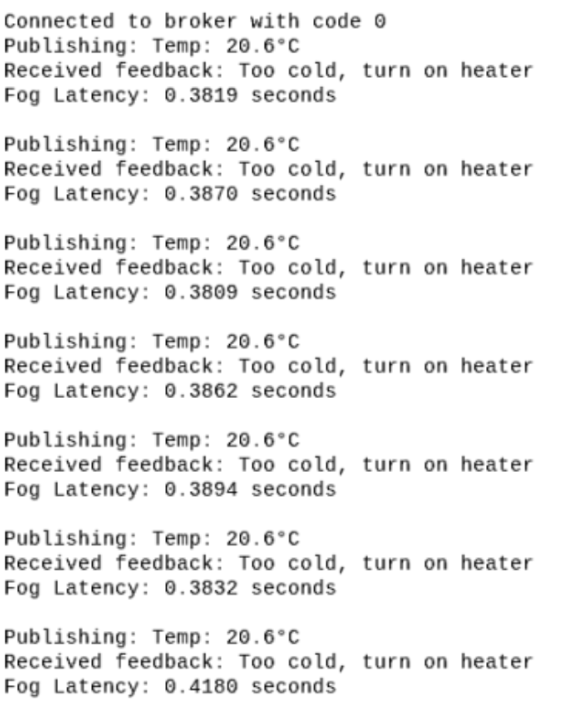 Connected to broker with code 0
Publishing: Temp: 20.6°C
Received feedback: Too cold, turn on heater
Fog Latency: 0.3819 seconds
Publishing: Temp: 20.6°C
Received feedback: Too cold, turn on heater
Fog Latency: 0.3870 seconds
Publishing: Temp: 20.6°C
Received feedback: Too cold, turn on heater
Fog Latency: 0.3809 seconds
Publishing: Temp: 20.6°C
Received feedback: Too cold, turn on heater
Fog Latency: 0.3862 seconds
Publishing: Temp: 20.6°C
Received feedback: Too cold, turn on heater
Fog Latency: 0.3894 seconds
Publishing: Temp: 20.6°C
Received feedback: Too cold, turn on heater
Fog Latency: 0.3832 seconds
Publishing: Temp: 20.6°C
Received feedback: Too cold, turn on heater
Fog Latency: 0.4180 seconds